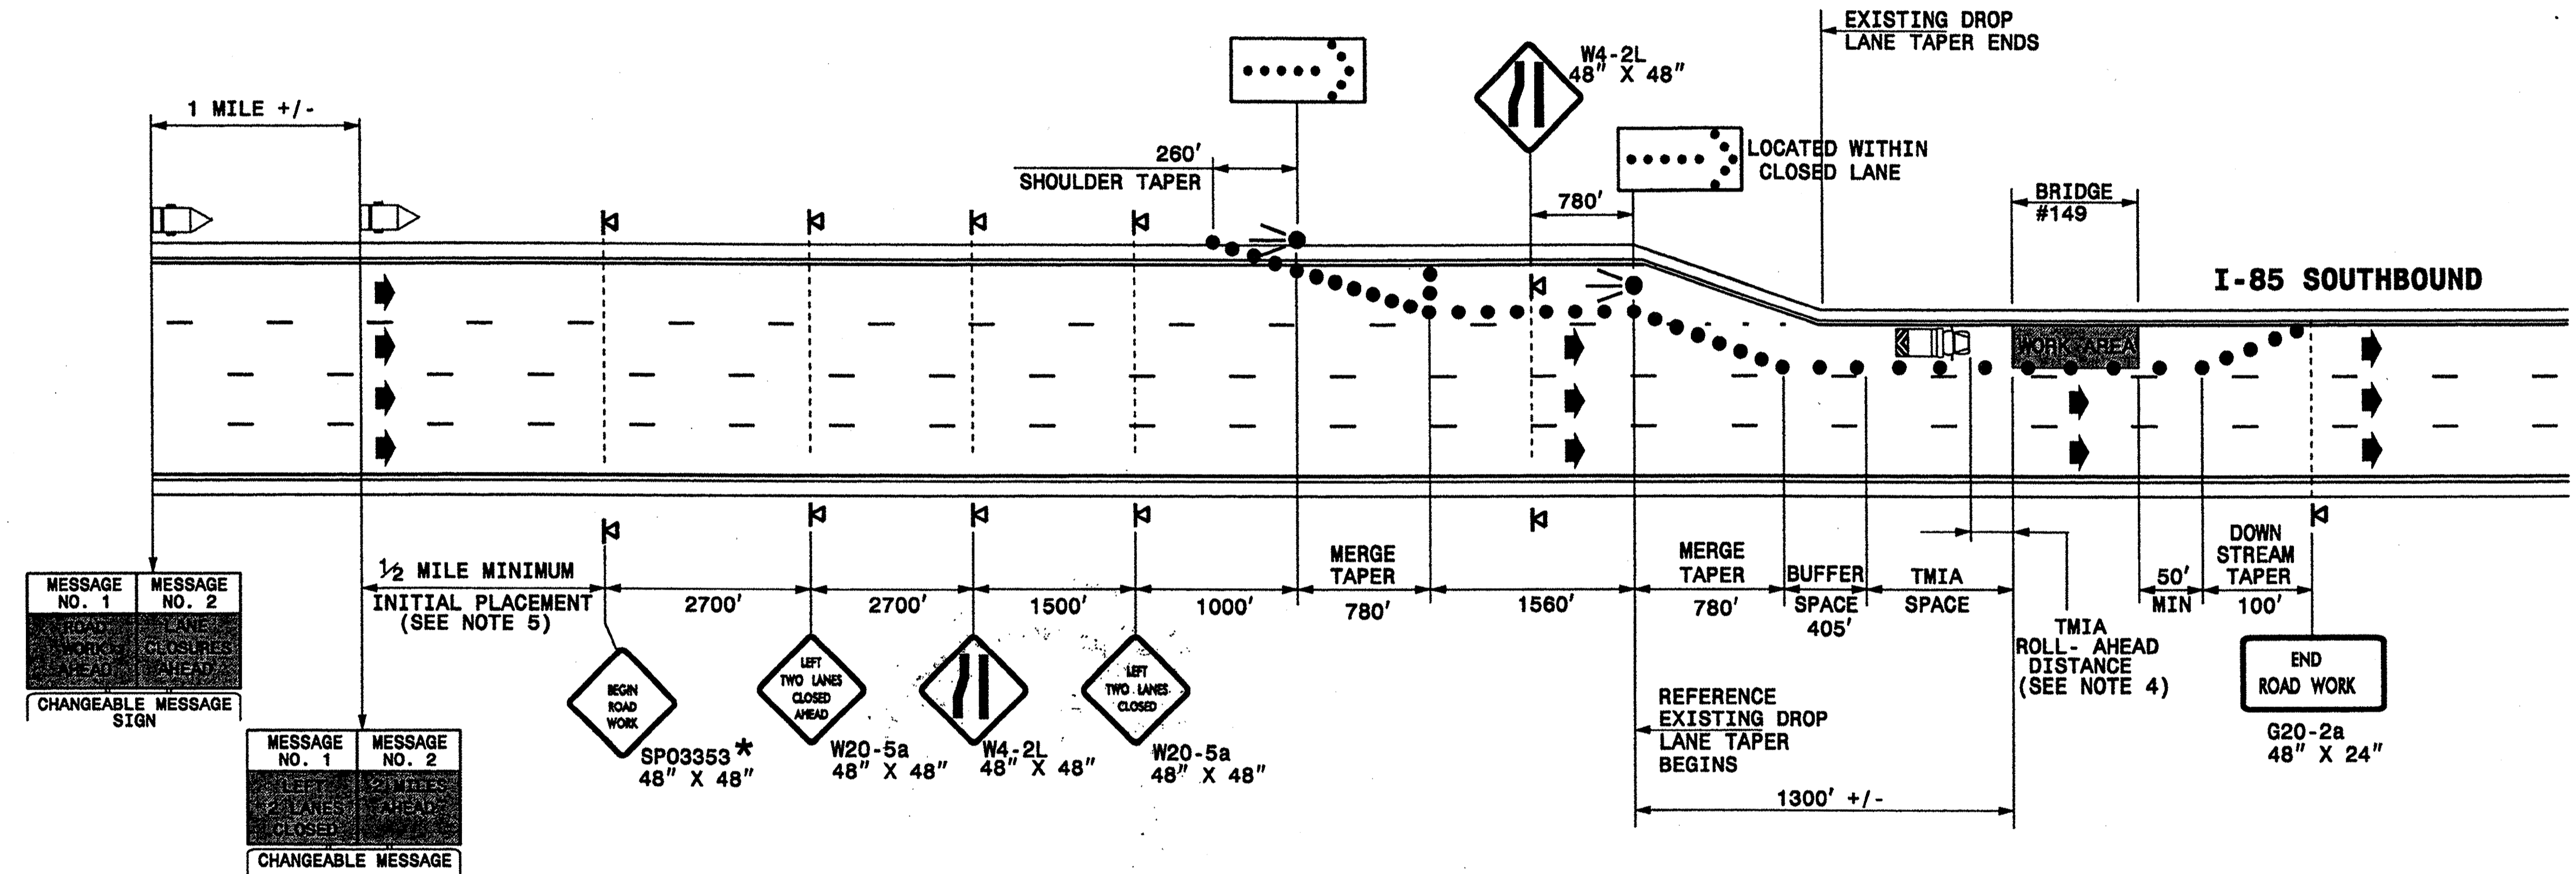 EXISTING DROP
LANE TAPER ENDS
W4-2L
48" X 48"
1 MILE +/-
LOCATED WITHIN
CLOSED LANE
260'
SHOULDER TAPER
780'
BRIDGE
#149
I-85 SOUTHBOUND
WORK AREA
MESSAGE NO. 1
MESSAGE NO. 2
ROAD
WORK
AHEAD
LANE
CLOSURES
AHEAD
CHANGEABLE MESSAGE
SIGN
MESSAGE NO. 1
MESSAGE NO. 2
LEFT
2 LANES
CLOSED
2 MILES
AHEAD
CHANGEABLE MESSAGE
1/2 MILE MINIMUM
INITIAL PLACEMENT
(SEE NOTE 5)
2700'
2700'
1500'
1000'
MERGE
TAPER
780'
1560'
MERGE
TAPER
780'
BUFFER
SPACE
405'
TMIA
SPACE
50'
MIN
DOWN
STREAM
TAPER
100'
TMIA
ROLL- AHEAD
DISTANCE
(SEE NOTE 4)
BEGIN
ROAD
WORK
SP03353*
48" X 48"
LEFT
TWO LANES
CLOSED
AHEAD
W20-5a
48" X 48"
W4-2L
48" X 48"
LEFT
TWO LANES
CLOSED
W20-5a
48" X 48"
REFERENCE
EXISTING DROP
LANE TAPER
BEGINS
1300' +/-
END
ROAD WORK
G20-2a
48" X 24"